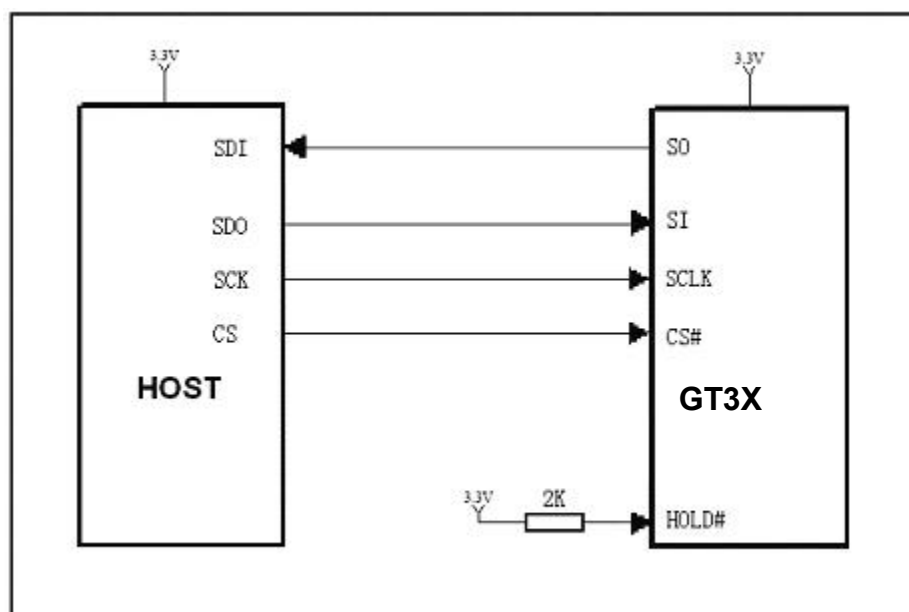 3.3V
3.3V
SDI
SO
SDO
SI
SCK
SCLK
CS
CS#
HOST
GT3X
3.3V
2K
HOLD#